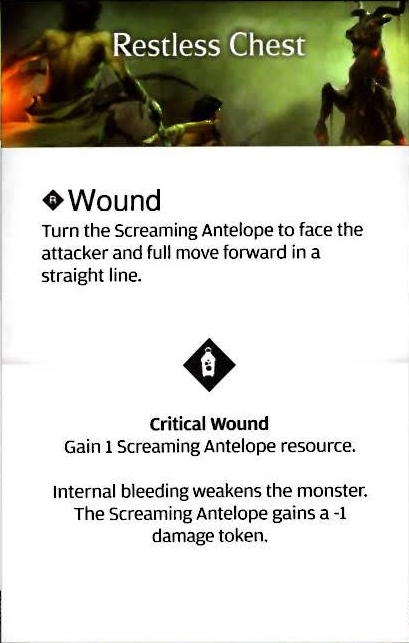 Restless Chest
R Wound
Turn the Screaming Antelope to face the
attacker and full move forward in a
straight line.
Critical Wound
Gain 1 Screaming Antelope resource.
Internal bleeding weakens the monster.
The Screaming Antelope gains a -1
damage token.